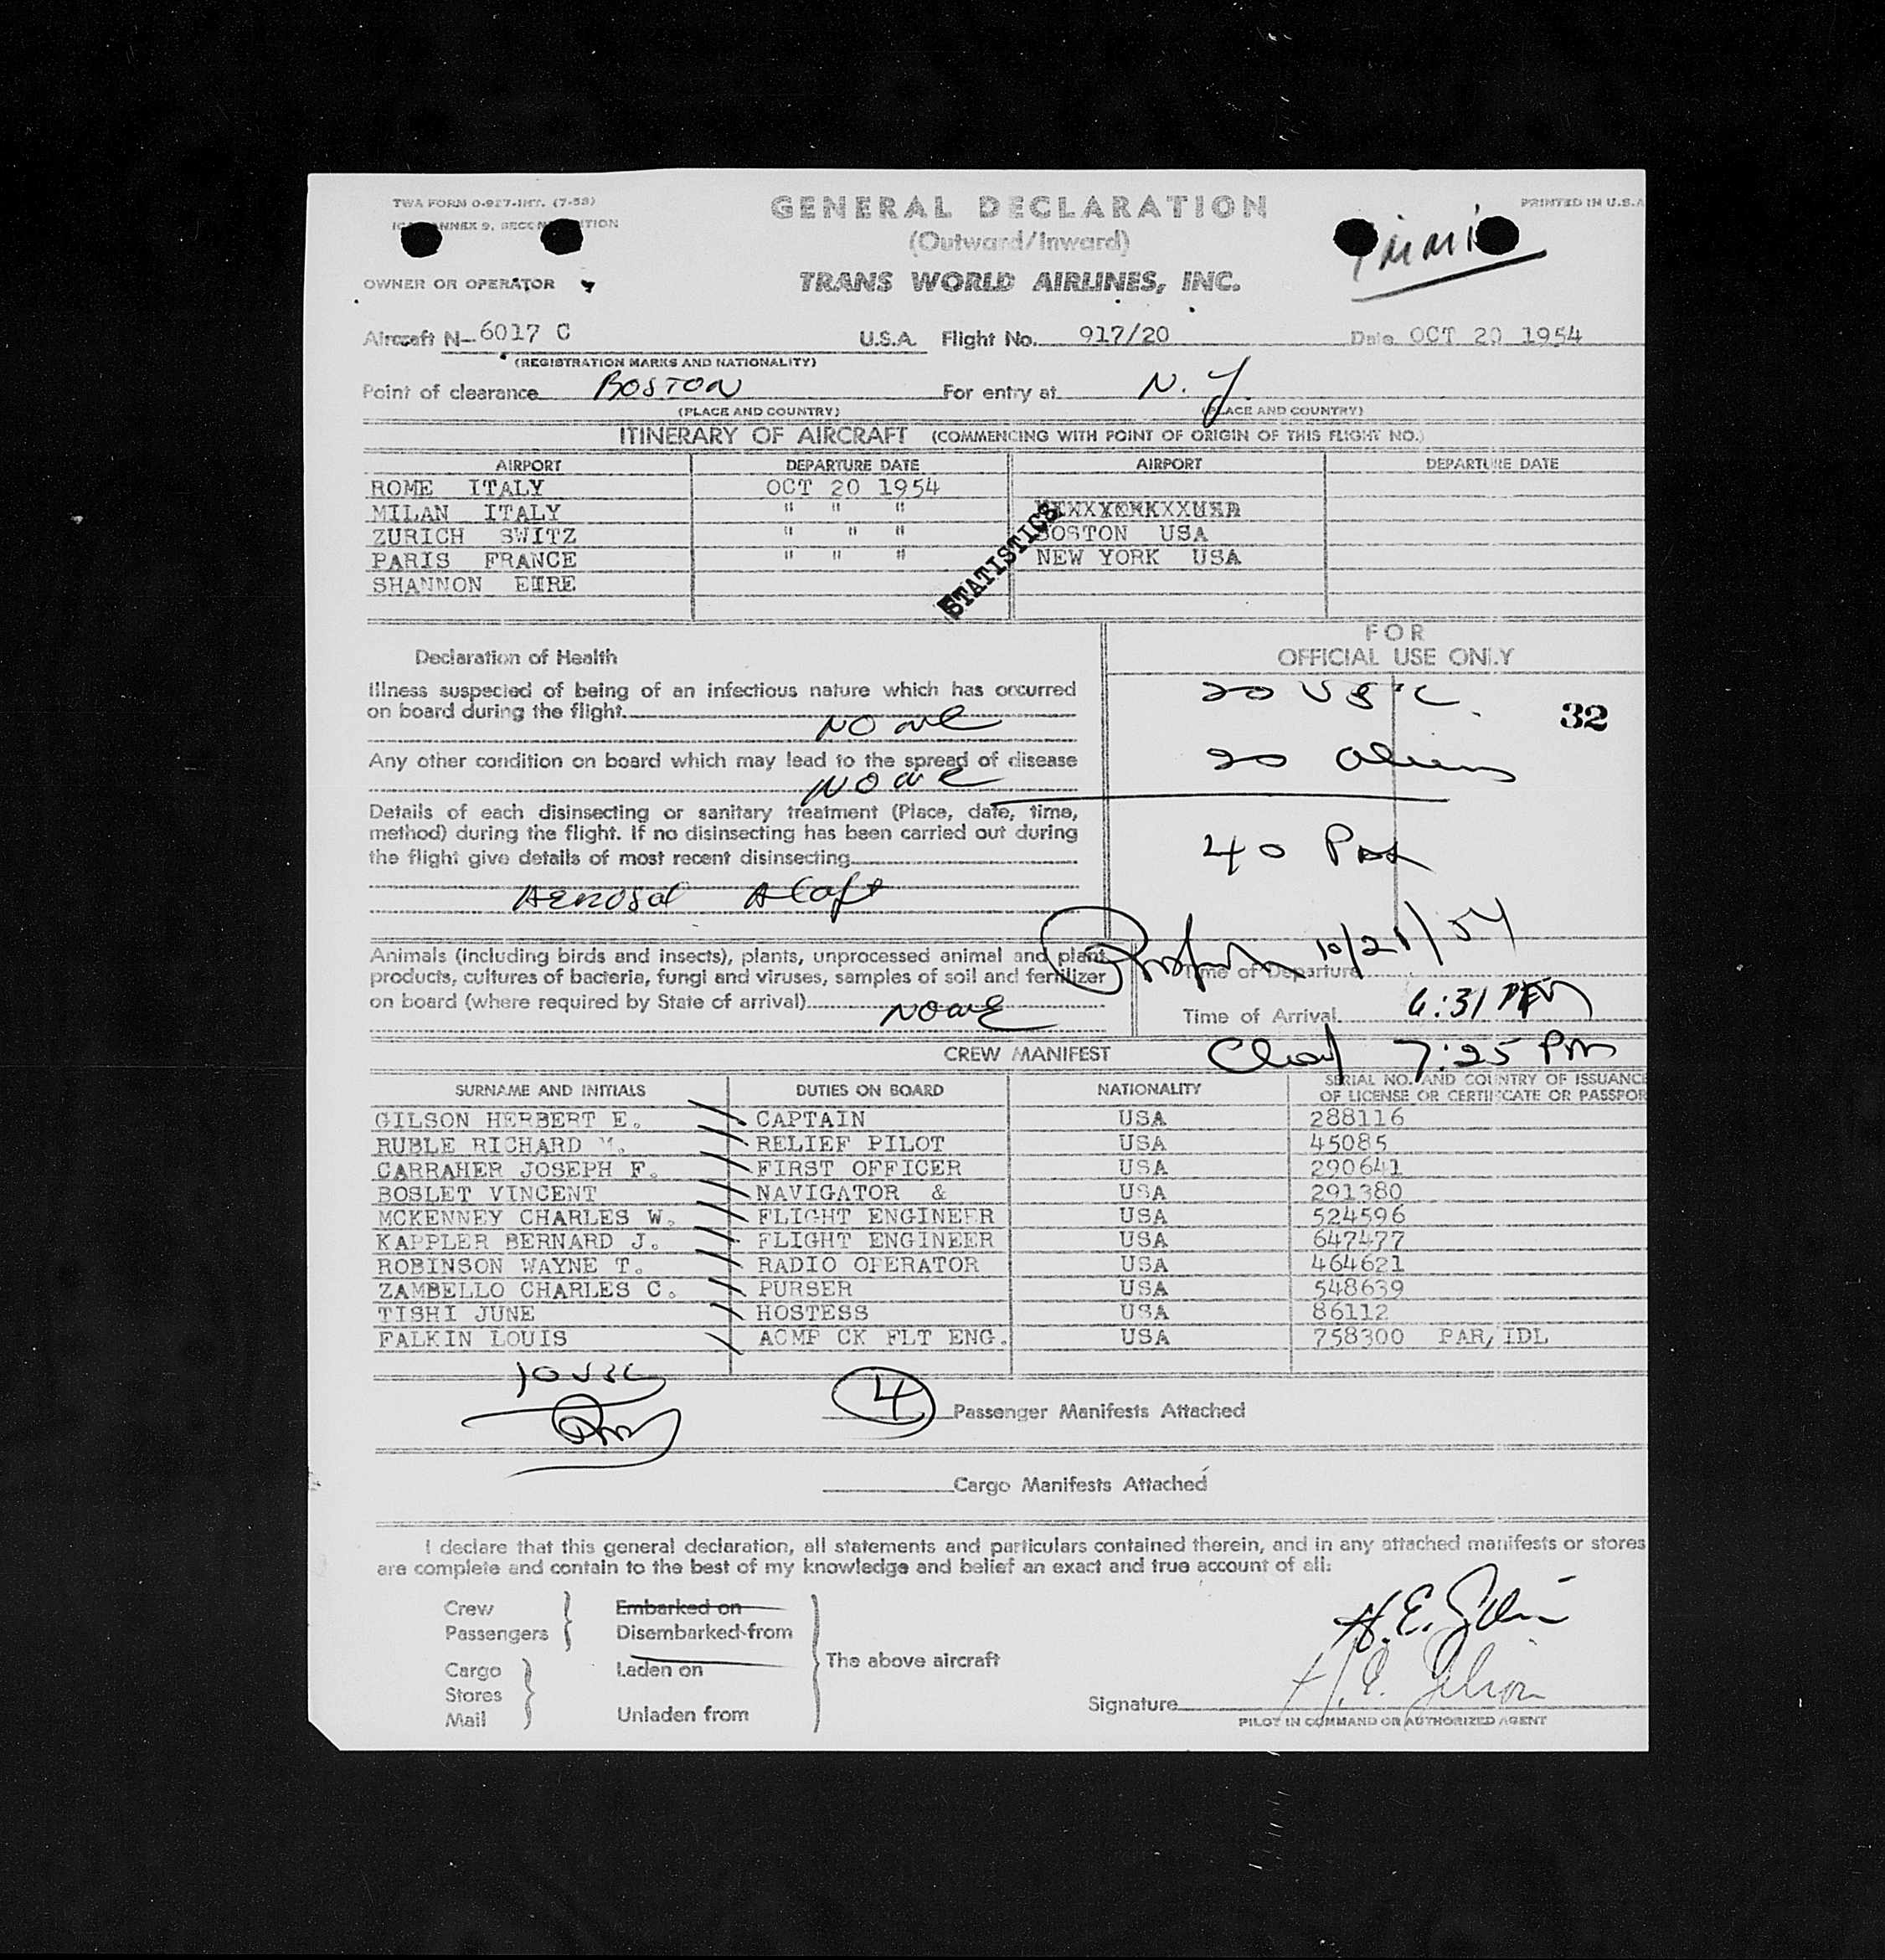 TWA FORM 0-927-INT. (7-53)
GENERAL DECLARATION
PRINTED IN U.S.A
ANNEX 9, SECON ITION
(Outward/Inward)
OWNER OR OPERATOR
TRANS WORLD AIRLINES, INC.
Aircraft N- 6017 C U.S.A. Flight No. 917/20 Date OCT 20 1954
(REGISTRATION MARKS AND NATIONALITY)
Point of clearance BOSTON For entry at N.Y.
(PLACE AND COUNTRY) (PLACE AND COUNTRY)
ITINERARY OF AIRCRAFT (COMMENCING WITH POINT OF ORIGIN OF THIS FLIGHT NO.)
AIRPORT DEPARTURE DATE AIRPORT DEPARTURE DATE
ROME ITALY OCT 20 1954
MILAN ITALY " " "
ZURICH SWITZ " " " BOSTON USA
PARIS FRANCE " " " NEW YORK USA
SHANNON EIRE
STATISTICS
FOR
OFFICIAL USE ONLY
Declaration of Health
Illness suspected of being of an infectious nature which has occurred
on board during the flight. NONE
Any other condition on board which may lead to the spread of disease
NONE
Details of each disinsecting or sanitary treatment (Place, date, time,
method) during the flight. If no disinsecting has been carried out during
the flight give details of most recent disinsecting
Aerosol Aloft
20 USC
32
20 Aliens
40 Pax
10/21/54
Animals (including birds and insects), plants, unprocessed animal and plant
products, cultures of bacteria, fungi and viruses, samples of soil and fertilizer
on board (where required by State of arrival) NONE
Time of Departure
Time of Arrival 6:31 PM
Clear 7:25 PM
CREW MANIFEST
SURNAME AND INITIALS DUTIES ON BOARD NATIONALITY SERIAL NO. AND COUNTRY OF ISSUANCE
OF LICENSE OR CERTIFICATE OR PASSPOR
GILSON HERBERT E. CAPTAIN USA 288116
RUBLE RICHARD M. RELIEF PILOT USA 45085
CARRAHER JOSEPH F. FIRST OFFICER USA 290641
BOSLET VINCENT NAVIGATOR & USA 291380
MCKENNEY CHARLES W. FLIGHT ENGINEER USA 524596
KAPPLER BERNARD J. FLIGHT ENGINEER USA 647477
ROBINSON WAYNE T. RADIO OPERATOR USA 464621
ZAMBELLO CHARLES C. PURSER USA 548639
TISHI JUNE HOSTESS USA 86112
FALKIN LOUIS ACMP CK FLT ENG. USA 758300 PAR/IDL
10 USC
4 Passenger Manifests Attached
Cargo Manifests Attached
I declare that this general declaration, all statements and particulars contained therein, and in any attached manifests or stores
are complete and contain to the best of my knowledge and belief an exact and true account of all:
Crew
Passengers
Embarked on
Disembarked from
Cargo
Stores
Mail
Laden on
Unladen from
The above aircraft
H.E. Gilson
H.E. Gilson
Signature
PILOT IN COMMAND OR AUTHORIZED AGENT